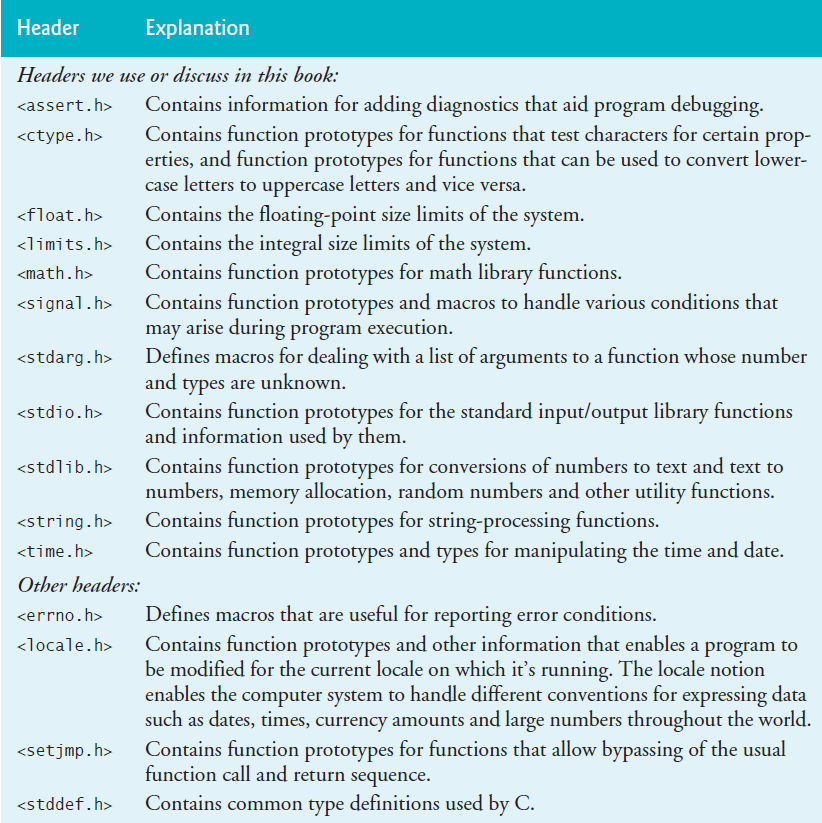 Header Explanation
Headers we use or discuss in this book:
<assert.h> Contains information for adding diagnostics that aid program debugging.
<ctype.h> Contains function prototypes for functions that test characters for certain prop-
erties, and function prototypes for functions that can be used to convert lower-
case letters to uppercase letters and vice versa.
<float.h> Contains the floating-point size limits of the system.
<limits.h> Contains the integral size limits of the system.
<math.h> Contains function prototypes for math library functions.
<signal.h> Contains function prototypes and macros to handle various conditions that
may arise during program execution.
<stdarg.h> Defines macros for dealing with a list of arguments to a function whose number
and types are unknown.
<stdio.h> Contains function prototypes for the standard input/output library functions
and information used by them.
<stdlib.h> Contains function prototypes for conversions of numbers to text and text to
numbers, memory allocation, random numbers and other utility functions.
<string.h> Contains function prototypes for string-processing functions.
<time.h> Contains function prototypes and types for manipulating the time and date.
Other headers:
<errno.h> Defines macros that are useful for reporting error conditions.
<locale.h> Contains function prototypes and other information that enables a program to
be modified for the current locale on which it’s running. The locale notion
enables the computer system to handle different conventions for expressing data
such as dates, times, currency amounts and large numbers throughout the world.
<setjmp.h> Contains function prototypes for functions that allow bypassing of the usual
function call and return sequence.
<stddef.h> Contains common type definitions used by C.